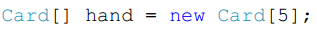 Card[] hand = new Card[5];